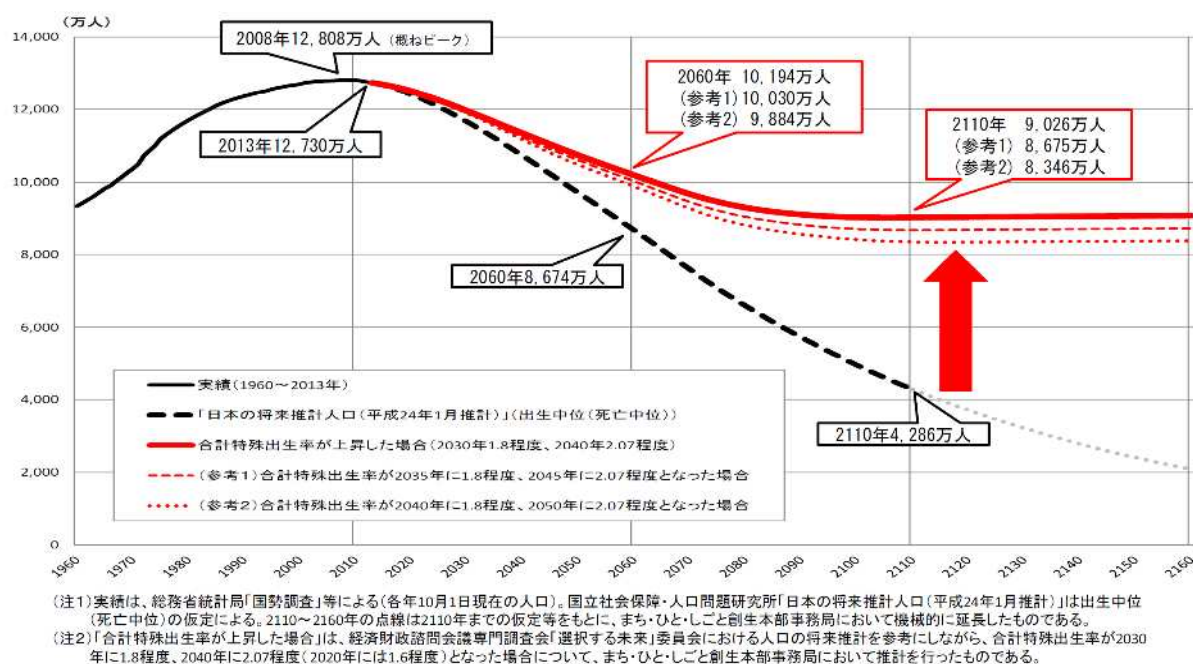 (万人)
14,000
12,000
10,000
8,000
6,000
4,000
2,000
0
2008年12,808万人 (概ねピーク)
2013年12,730万人
2060年 10,194万人
(参考1) 10,030万人
(参考2) 9,884万人
2110年 9,026万人
(参考1) 8,675万人
(参考2) 8,346万人
2060年8,674万人
2110年4,286万人
実績(1960~2013年)
「日本の将来推計人口(平成24年1月推計)」(出生中位(死亡中位))
合計特殊出生率が上昇した場合(2030年1.8程度、2040年2.07程度)
(参考1)合計特殊出生率が2035年に1.8程度、2045年に2.07程度となった場合
(参考2)合計特殊出生率が2040年に1.8程度、2050年に2.07程度となった場合
1960 1970 1980 1990 2000 2010 2020 2030 2040 2050 2060 2070 2080 2090 2100 2110 2120 2130 2140 2150 2160
(注1)実績は、総務省統計局「国勢調査」等による(各年10月1日現在の人口)。国立社会保障・人口問題研究所「日本の将来推計人口(平成24年1月推計)」は出生中位
(死亡中位)の仮定による。2110~2160年の点線は2110年までの仮定等をもとに、まち・ひと・しごと創生本部事務局において機械的に延長したものである。
(注2)「合計特殊出生率が上昇した場合」は、経済財政諮問会議専門調査会「選択する未来」委員会における人口の将来推計を参考にしながら、合計特殊出生率が2030
年に1.8程度、2040年に2.07程度(2020年には1.6程度)となった場合について、まち・ひと・しごと創生本部事務局において推計を行ったものである。